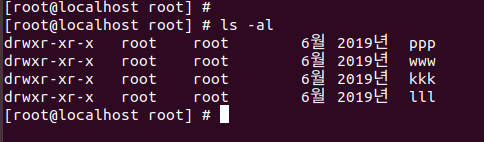 [root@localhost root] #
[root@localhost root] # ls -al
drwxr-xr-x root root 6월 2019년 ppp
drwxr-xr-x root root 6월 2019년 www
drwxr-xr-x root root 6월 2019년 kkk
drwxr-xr-x root root 6월 2019년 lll
[root@localhost root] #